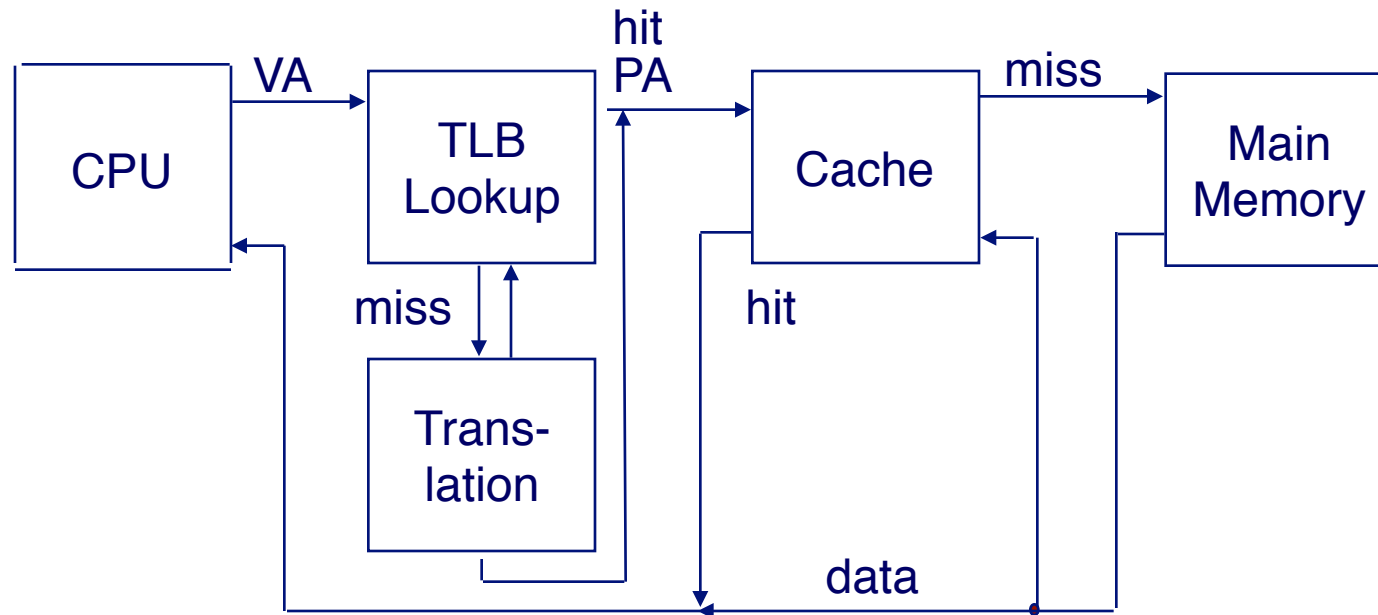 hit
VA
PA
miss
CPU
TLB
Lookup
Cache
Main
Memory
miss
hit
Trans-
lation
data